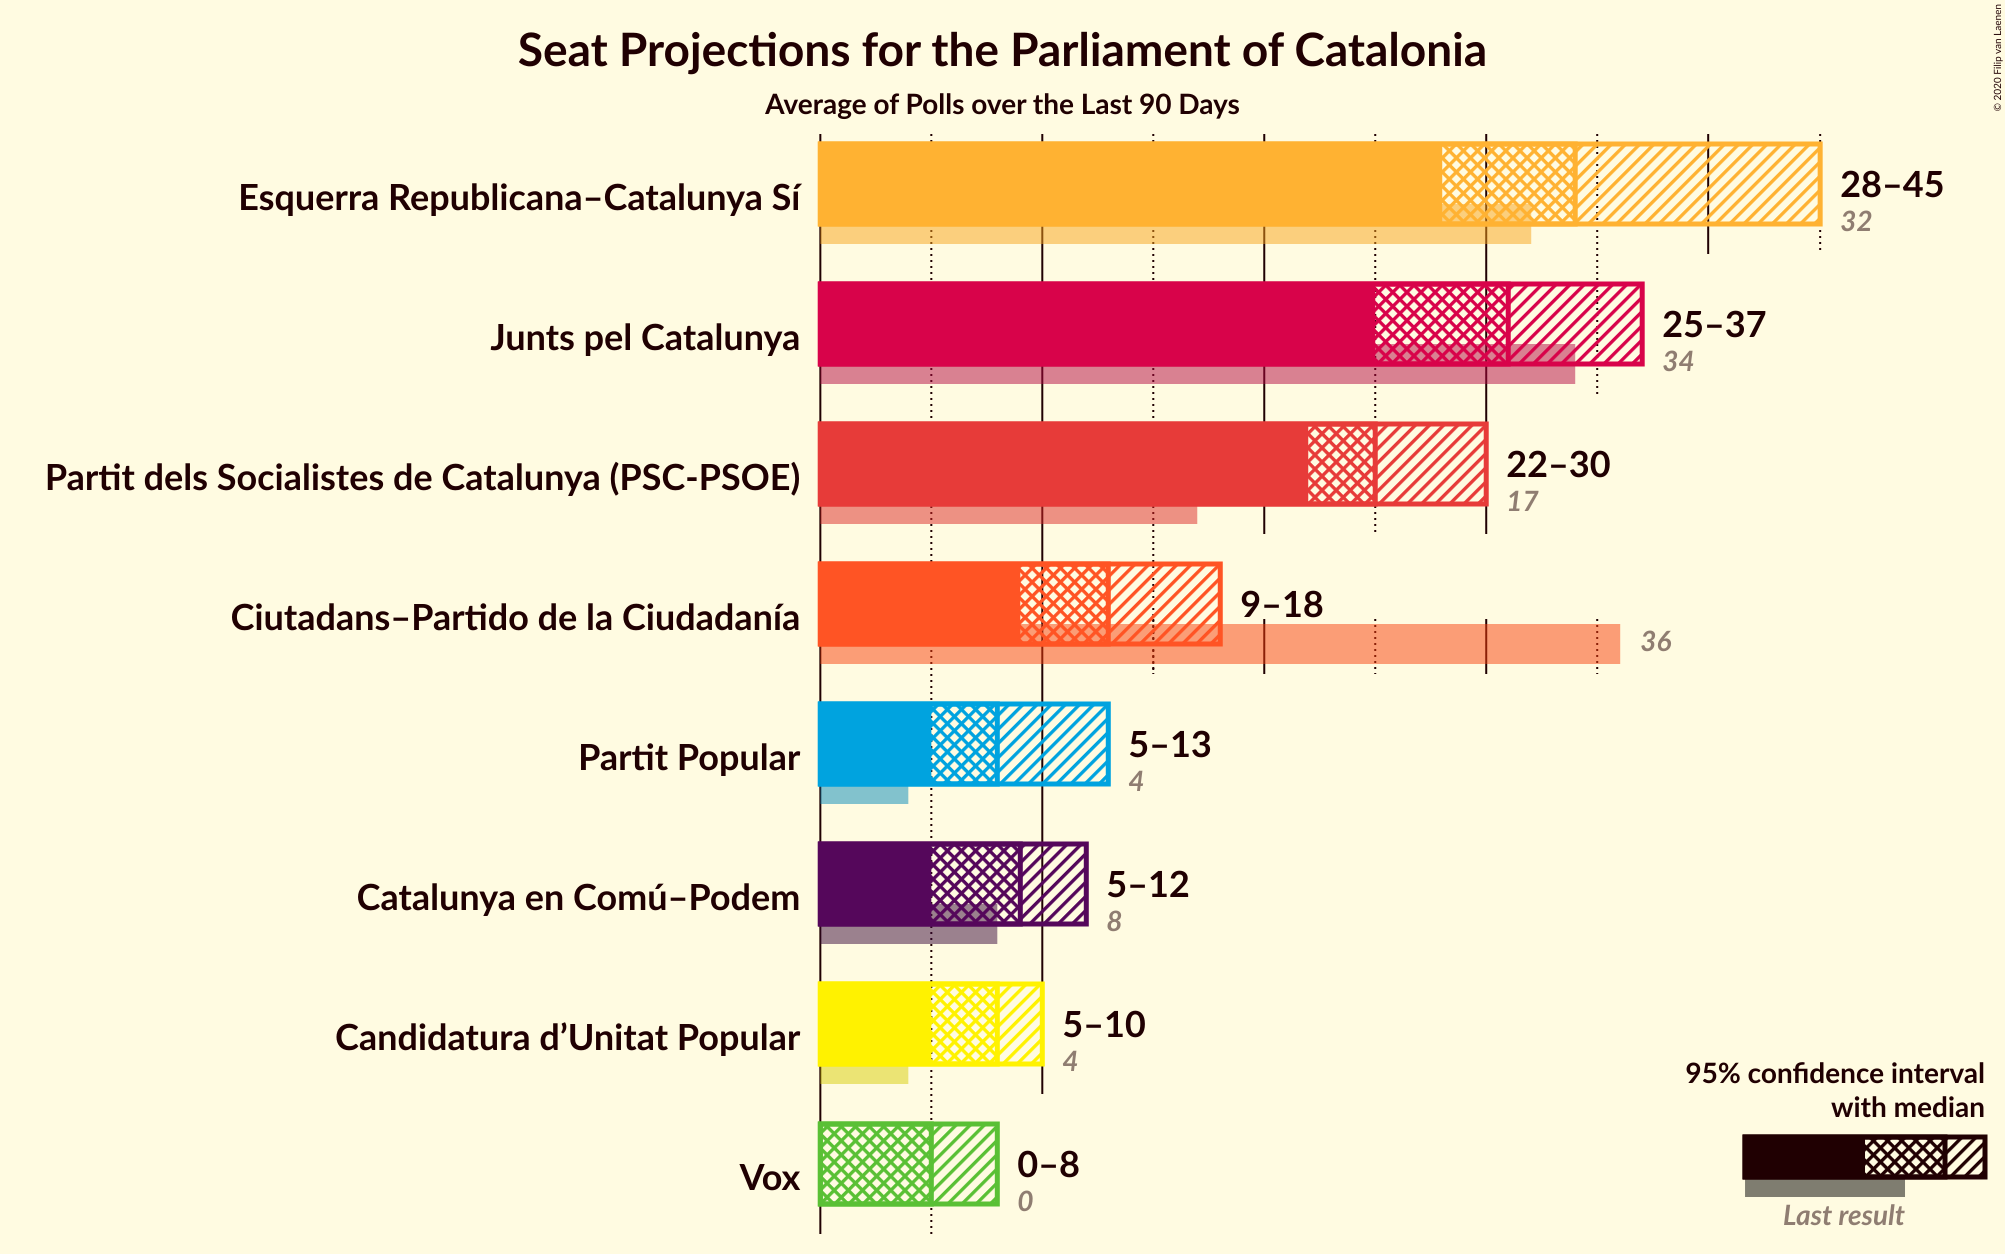 Seat Projections for the Parliament of Catalonia
Average of Polls over the Last 90 Days
© 2020 Filip van Laenen
Esquerra Republicana–Catalunya Sí
28–45
32
Junts pel Catalunya
25–37
34
Partit dels Socialistes de Catalunya (PSC-PSOE)
22–30
17
Ciutadans–Partido de la Ciudadanía
9–18
36
Partit Popular
5–13
4
Catalunya en Comú–Podem
5–12
8
Candidatura d’Unitat Popular
5–10
4
Vox
0–8
0
95% confidence interval
with median
Last result